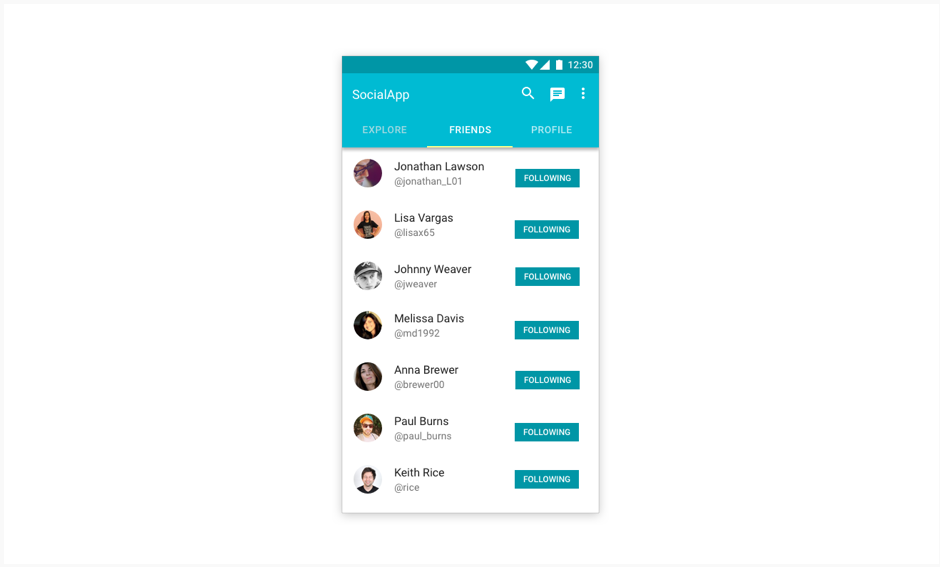 12:30
SocialApp
EXPLORE FRIENDS PROFILE
Jonathan Lawson
@jonathan_L01
FOLLOWING
Lisa Vargas
@lisax65
FOLLOWING
Johnny Weaver
@jweaver
FOLLOWING
Melissa Davis
@md1992
FOLLOWING
Anna Brewer
@brewer00
FOLLOWING
Paul Burns
@paul_burns
FOLLOWING
Keith Rice
@rice
FOLLOWING